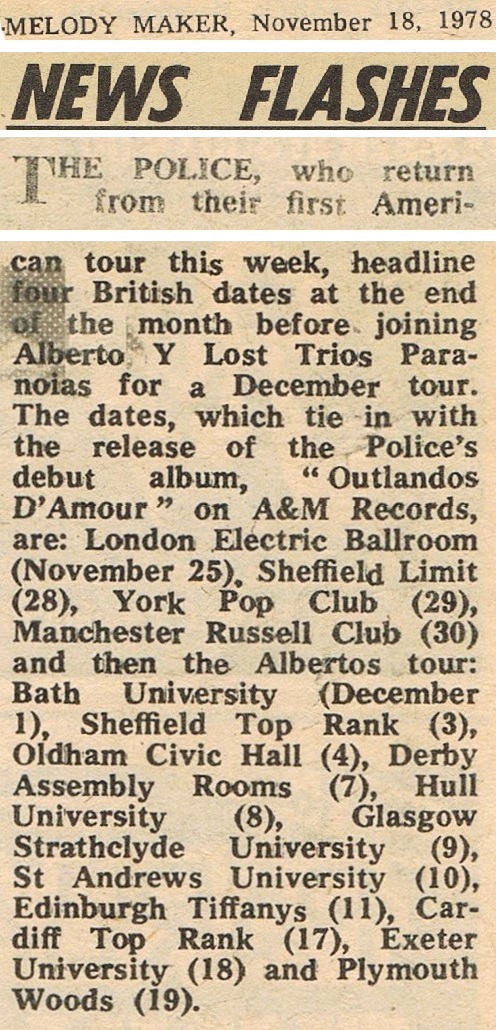 MELODY MAKER, November 18, 1978
NEWS FLASHES
THE POLICE, who return
from their first Ameri-
can tour this week, headline
four British dates at the end
of the month before joining
Alberto Y Lost Trios Para-
noias for a December tour.
The dates, which tie in with
the release of the Police's
debut album, "Outlandos
D'Amour" on A&M Records,
are: London Electric Ballroom
(November 25), Sheffield Limit
(28), York Pop Club (29),
Manchester Russell Club (30)
and then the Albertos tour:
Bath University (December
1), Sheffield Top Rank (3),
Oldham Civic Hall (4), Derby
Assembly Rooms (7), Hull
University (8), Glasgow
Strathclyde University (9),
St Andrews University (10),
Edinburgh Tiffanys (11), Car-
diff Top Rank (17), Exeter
University (18) and Plymouth
Woods (19).